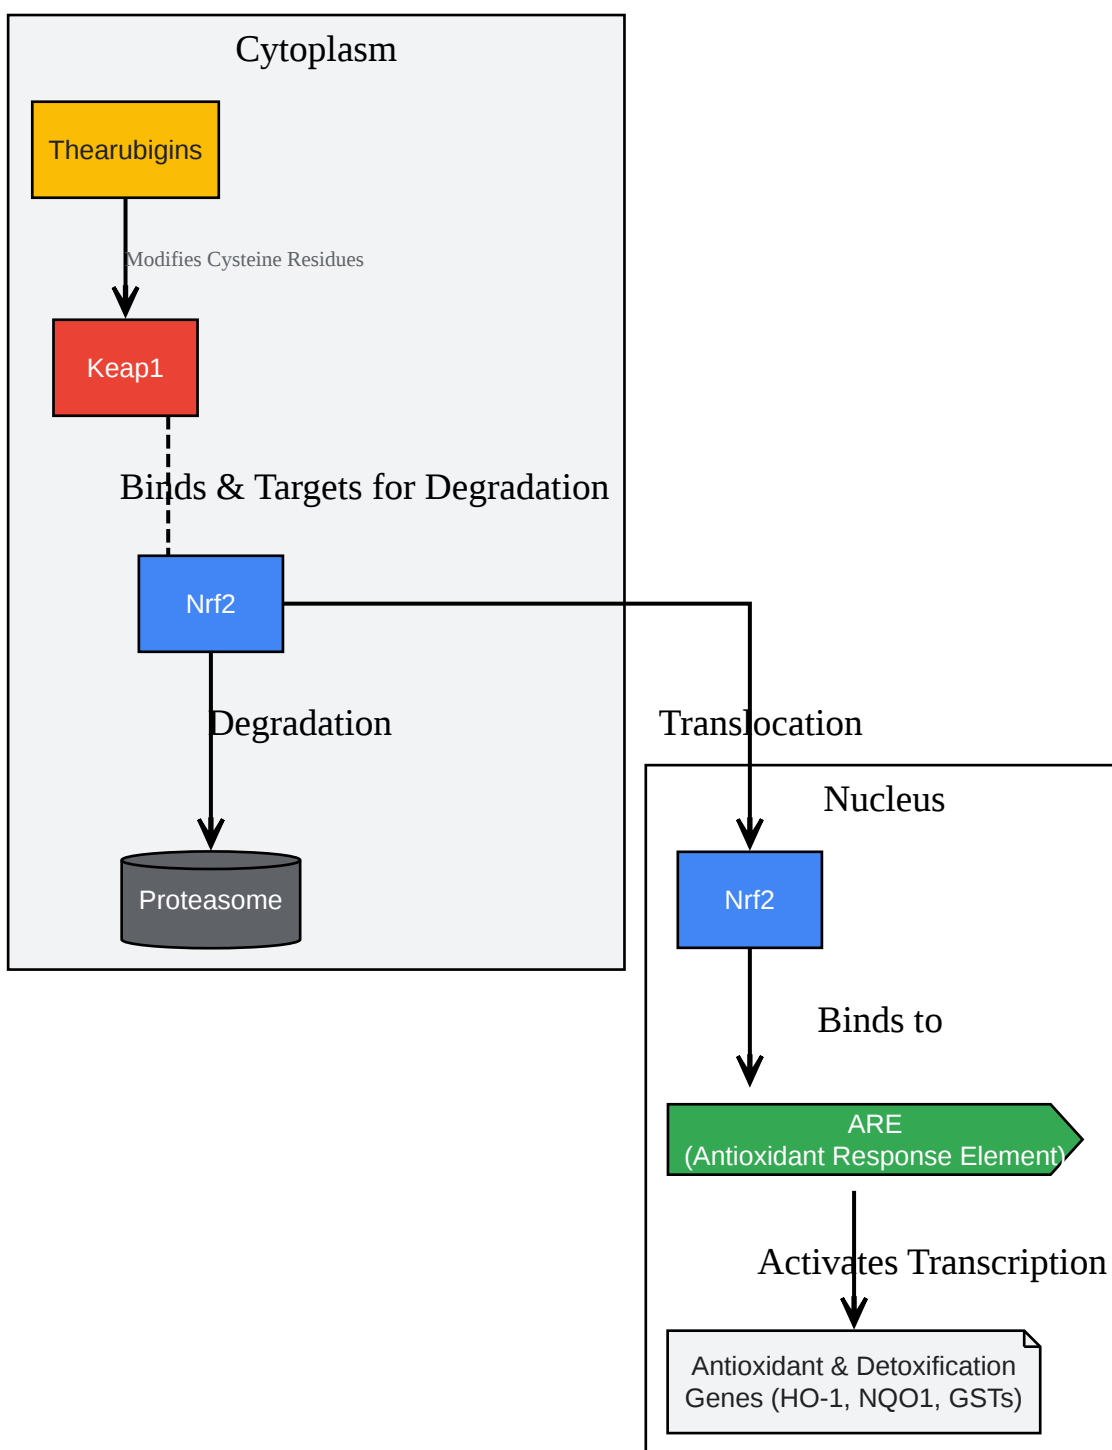 Cytoplasm
Thearubigins
Modifies Cysteine Residues
Keap1
Binds & Targets for Degradation
Nrf2
Degradation
Translocation
Nucleus
Proteasome
Nrf2
Binds to
ARE
(Antioxidant Response Element)
Activates Transcription
Antioxidant & Detoxification
Genes (HO-1, NQO1, GSTs)